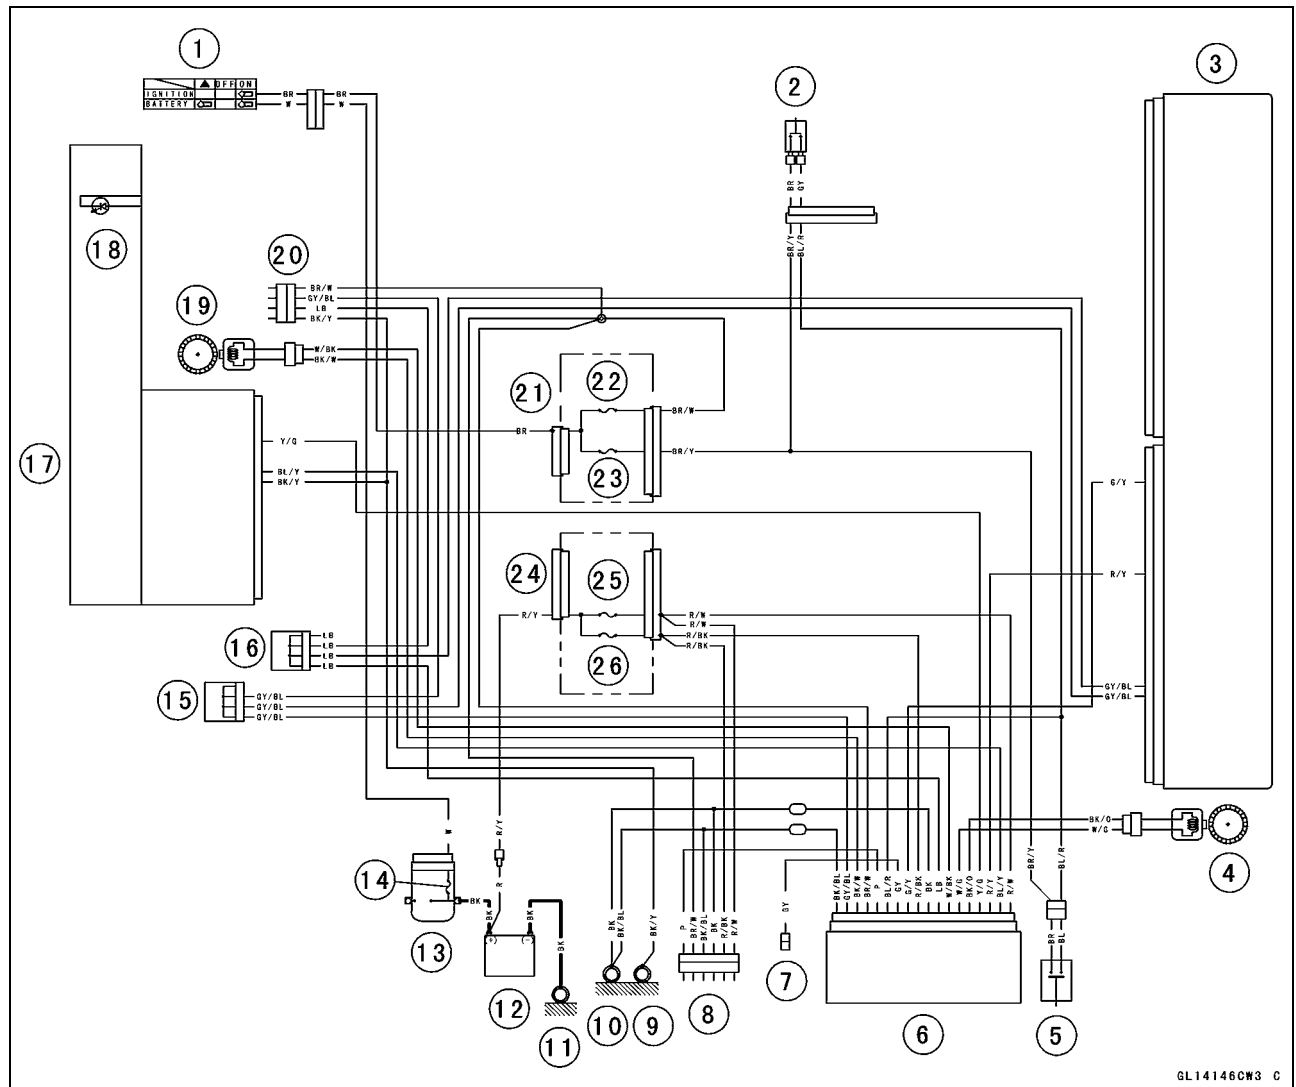 1
OFF ON
IGNITION
BATTERY
BR
W
BR
W
2
3
BR
GY
BR/Y
BL/R
18
20
BR/W
GY/BL
LB
BK/Y
19
W/BK
BK/W
21
22
BR
BR/W
BR/Y
23
17
Y/G
BL/Y
BK/Y
G/Y
R/Y
24
25
R/Y
R/W
R/W
R/BK
R/BK
26
16
LB
LB
LB
LB
15
GY/BL
GY/BL
GY/BL
GY/BL
GY/BL
W
R/Y
R
14
BK
BK
(+)
(-)
BK
BK
13
12
11
BK
BK/BL
BK/Y
10
9
P
BR/W
BK/BL
BK
R/BK
R/W
8
GY
7
BK/BL
GY/BL
BK/W
BR/W
P
BL/R
GY
G/Y
R/BK
BK
LB
W/BK
W/G
BK/O
Y/G
R/Y
BL/Y
R/W
6
BK/O
W/G
4
BR/Y
BL/R
BR
BL
5
GL14146CW3 C